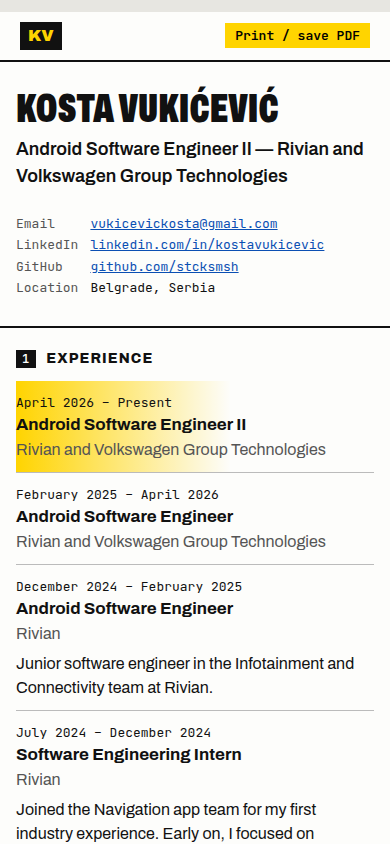 KV
Print / save PDF
KOSTA VUKIĆEVIĆ
Android Software Engineer II — Rivian and
Volkswagen Group Technologies
Email vukicevickosta@gmail.com
LinkedIn linkedin.com/in/kostavukicevic
GitHub github.com/stcksmsh
Location Belgrade, Serbia
1 EXPERIENCE
April 2026 – Present
Android Software Engineer II
Rivian and Volkswagen Group Technologies
February 2025 – April 2026
Android Software Engineer
Rivian and Volkswagen Group Technologies
December 2024 – February 2025
Android Software Engineer
Rivian
Junior software engineer in the Infotainment and
Connectivity team at Rivian.
July 2024 – December 2024
Software Engineering Intern
Rivian
Joined the Navigation app team for my first
industry experience. Early on, I focused on